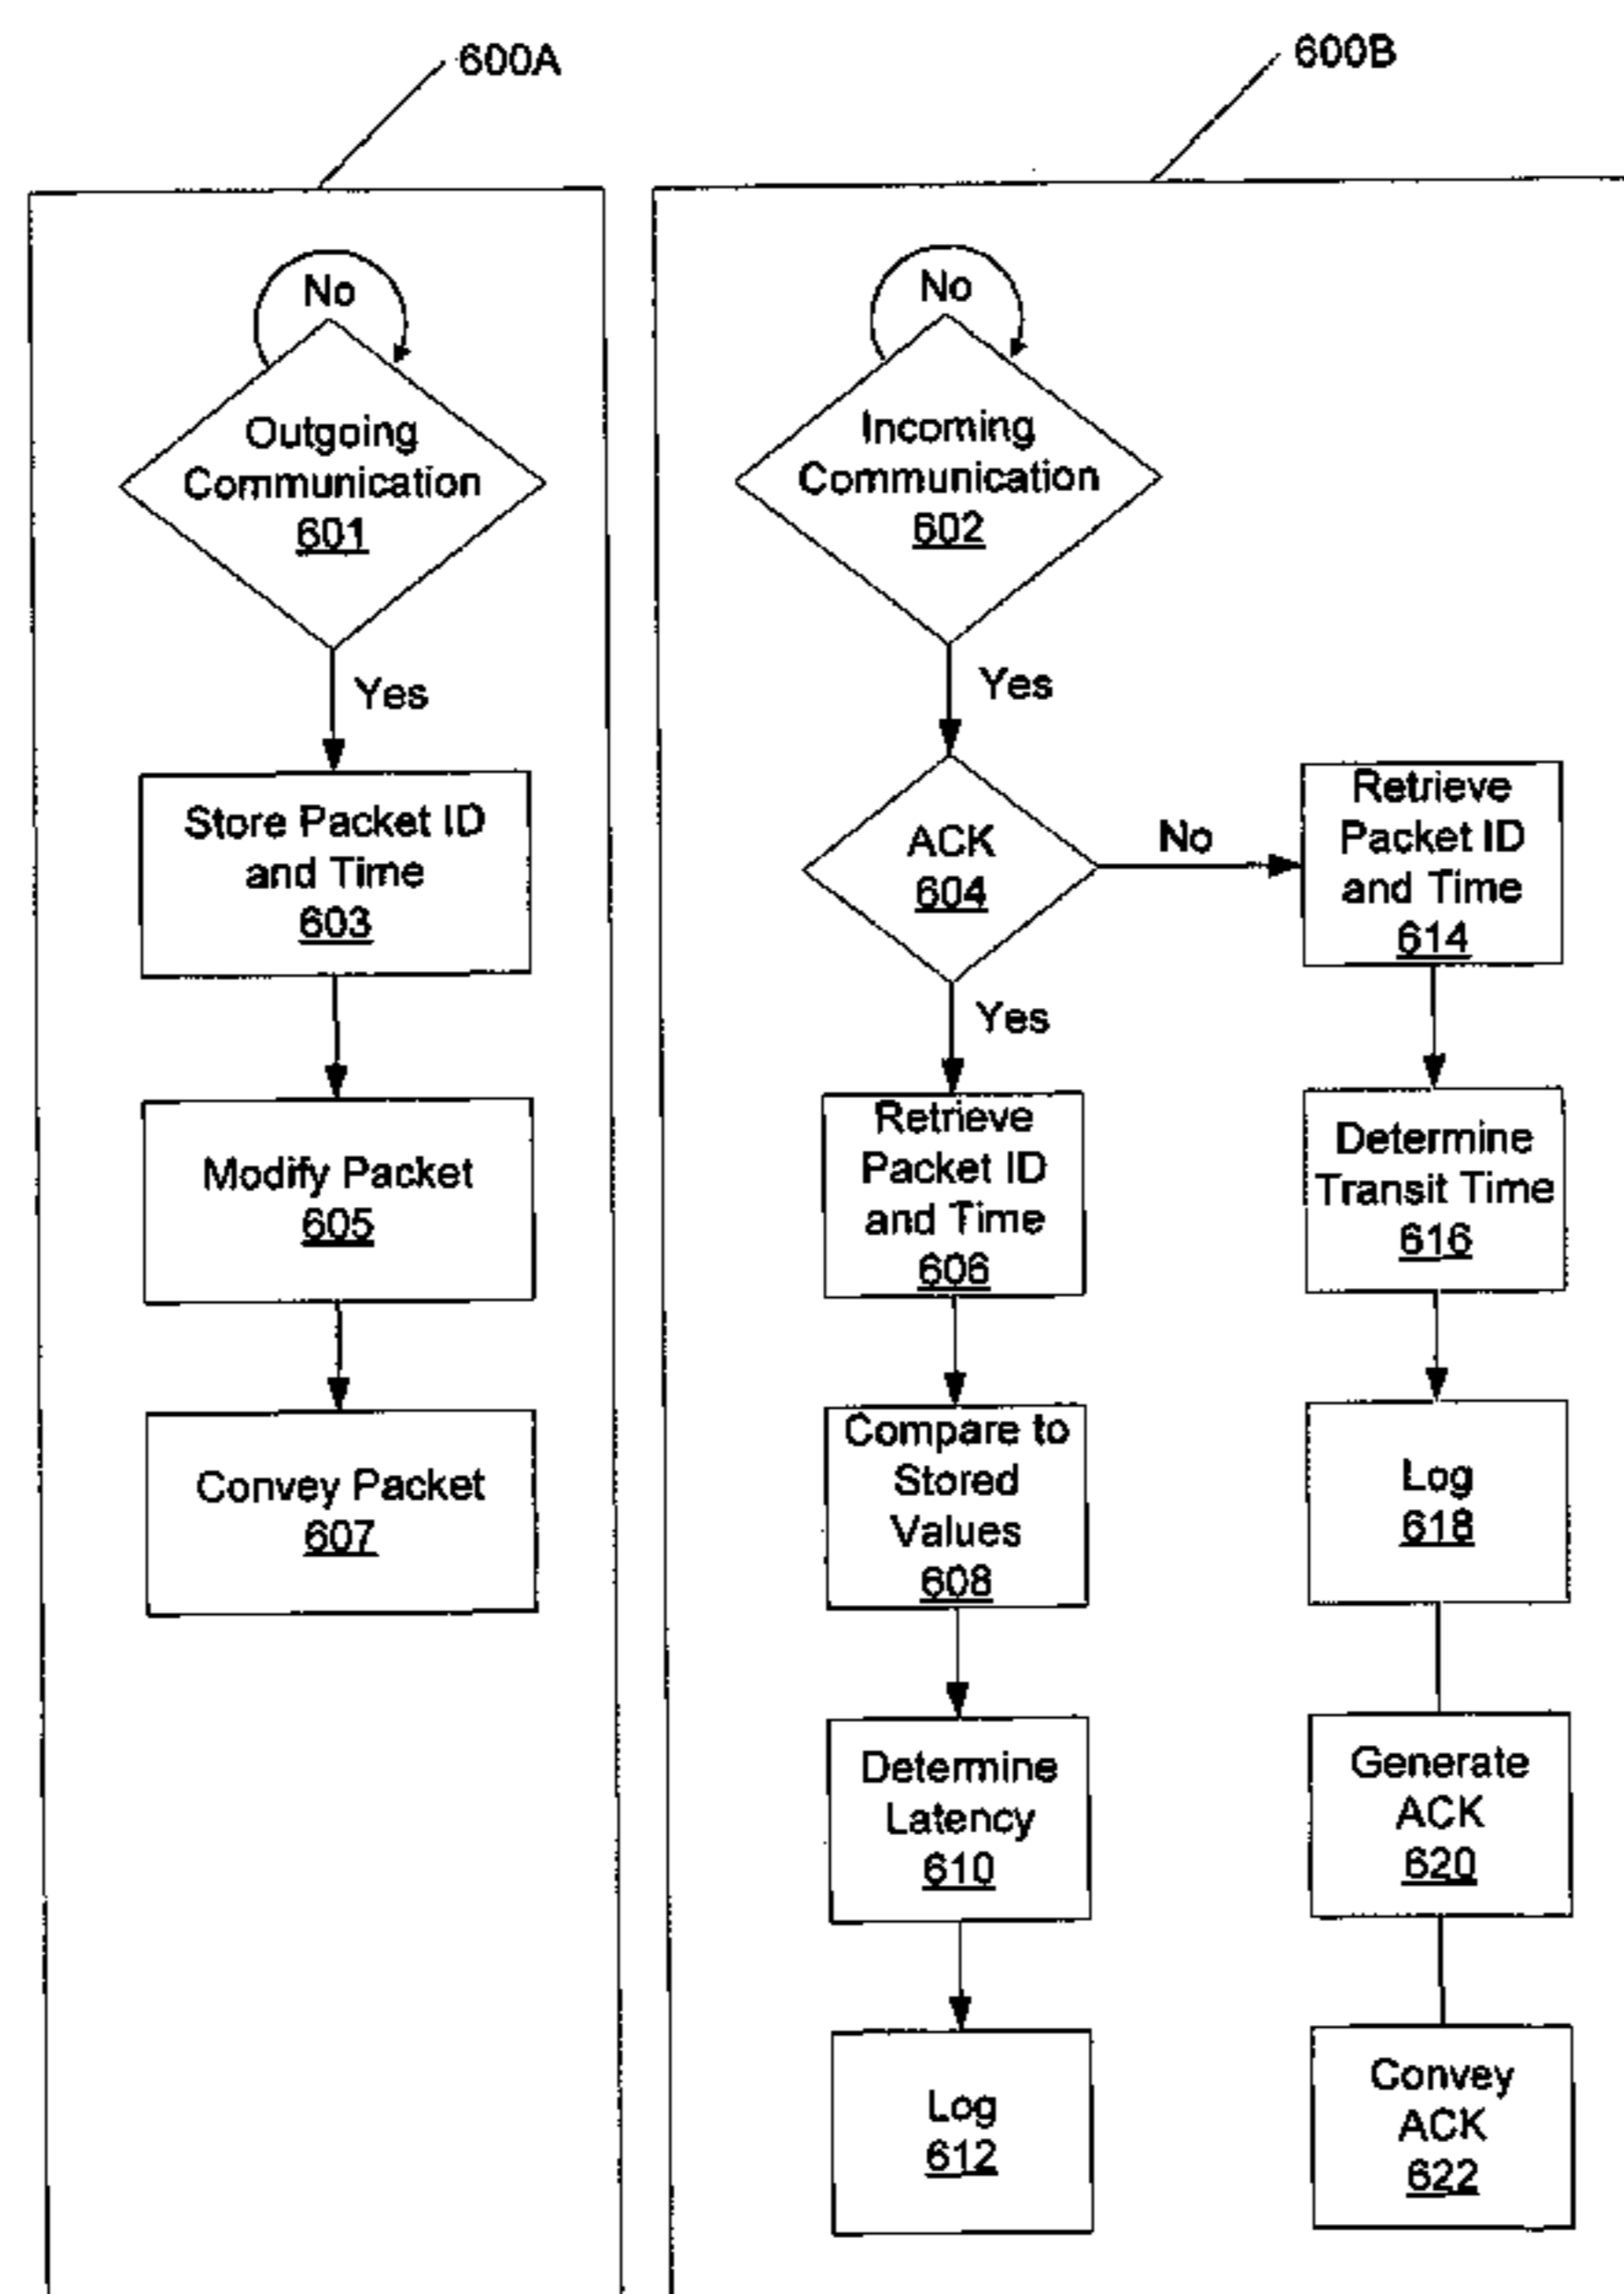 600A
600B
No
Outgoing
Communication
601
Yes
Store Packet ID
and Time
603
Modify Packet
605
Convey Packet
607
No
Incoming
Communication
602
Yes
ACK
604
No
Yes
Retrieve
Packet ID
and Time
606
Compare to
Stored
Values
608
Determine
Latency
610
Log
612
Retrieve
Packet ID
and Time
614
Determine
Transit Time
616
Log
618
Generate
ACK
620
Convey
ACK
622